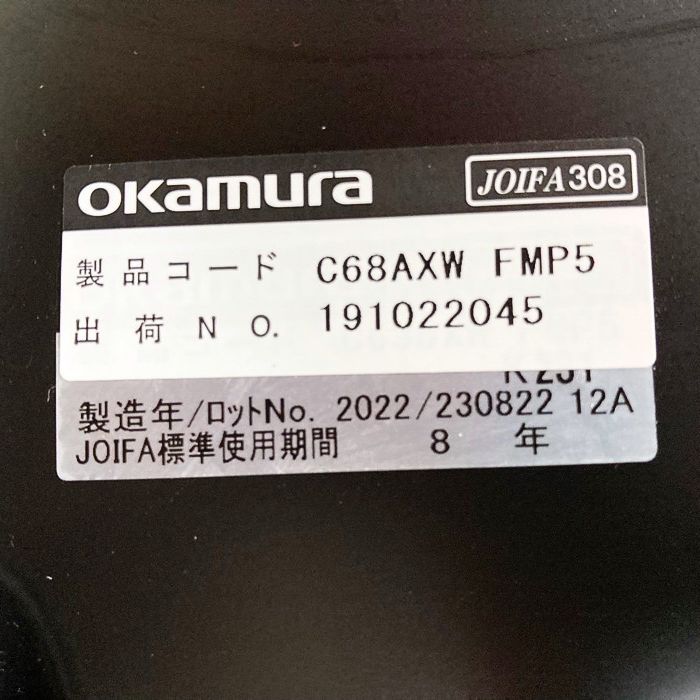 okamura JOIFA308
製品コード C68AXW FMP5
出荷NO. 191022045
製造年/ロットNo. 2022/230822 12A
JOIFA標準使用期間 8 年